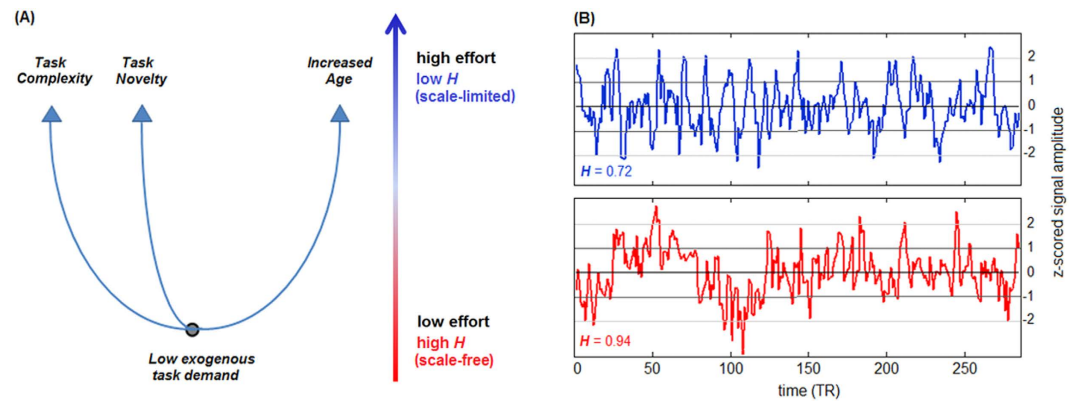 (A)
Task
Complexity
Task
Novelty
Increased
Age
Low exogenous
task demand
high effort
low H
(scale-limited)
low effort
high H
(scale-free)
(B)
2
1
0
-1
-2
H = 0.72
2
1
0
-1
-2
H = 0.94
0
50
100
150
200
250
time (TR)
z-scored signal amplitude